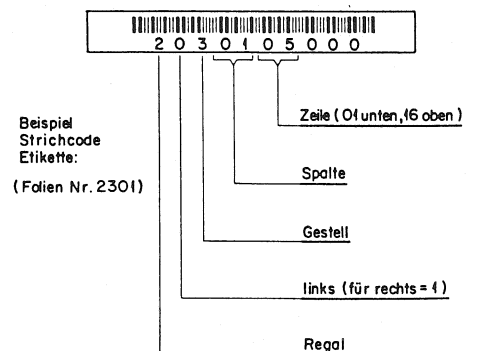 2 0 3 0 1 0 5 0 0 0
Zeile (01 unten, 16 oben)
Beispiel
Strichcode
Etikette:
(Folien Nr. 2301)
Spalte
Gestell
links (für rechts = 1)
Regal